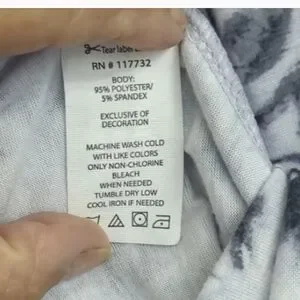 Tear label
RN # 117732
BODY:
95% POLYESTER/
5% SPANDEX
EXCLUSIVE OF
DECORATION
MACHINE WASH COLD
WITH LIKE COLORS
ONLY NON-CHLORINE
BLEACH
WHEN NEEDED
TUMBLE DRY LOW
COOL IRON IF NEEDED